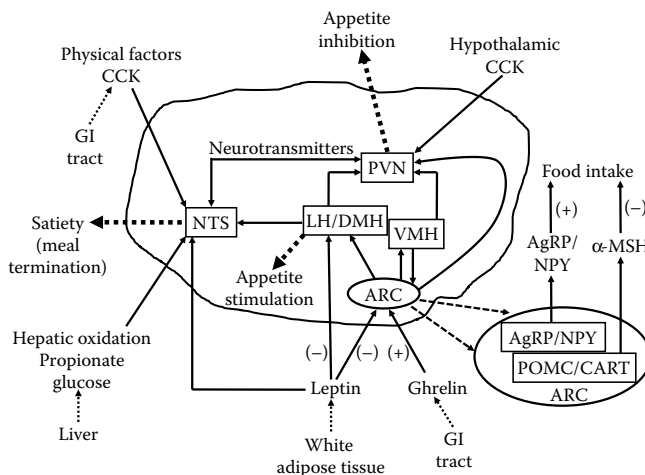 Appetite
inhibition
Physical factors
CCK
Hypothalamic
CCK
GI
tract
Neurotransmitters
PVN
Food intake
(+)
(−)
Satiety
(meal
termination)
NTS
LH/DMH
VMH
AgRP/
NPY
α-MSH
Appetite
stimulation
ARC
Hepatic oxidation
Propionate
glucose
(−)
(−)
(+)
AgRP/NPY
POMC/CART
ARC
Leptin
Ghrelin
Liver
White
adipose tissue
GI
tract